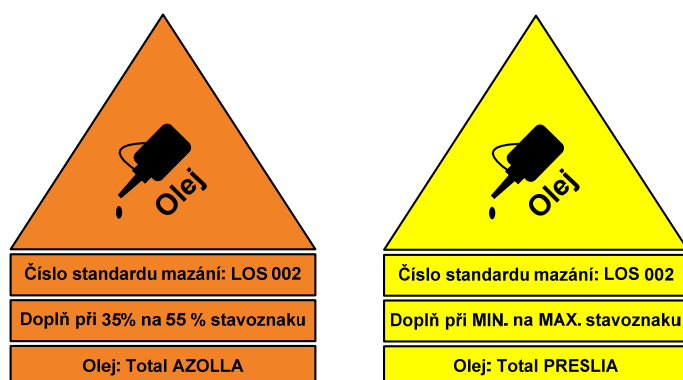 Olej
Číslo standardu mazání: LOS 002
Doplň při 35% na 55 % stavoznaku
Olej: Total AZOLLA
Olej
Číslo standardu mazání: LOS 002
Doplň při MIN. na MAX. stavoznaku
Olej: Total PRESLIA